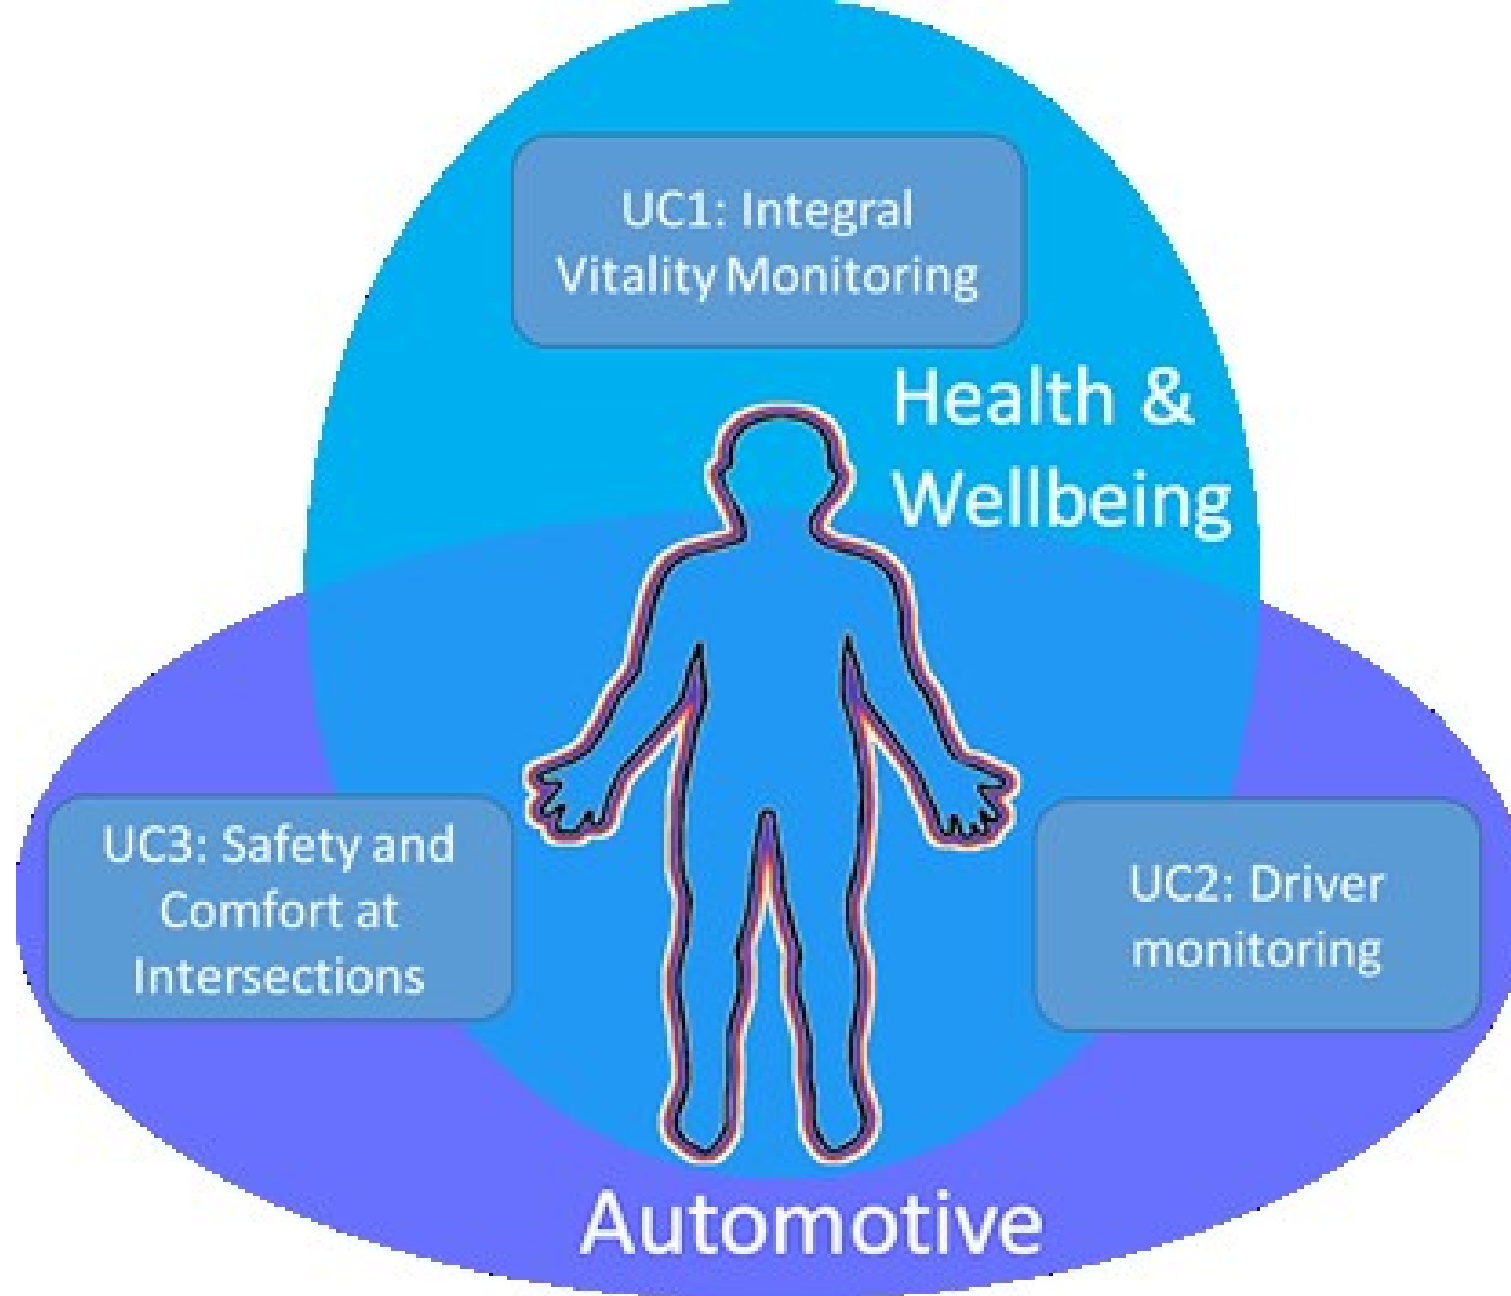 UC1: Integral
Vitality Monitoring
Health &
Wellbeing
UC3: Safety and
Comfort at
Intersections
UC2: Driver
monitoring
Automotive